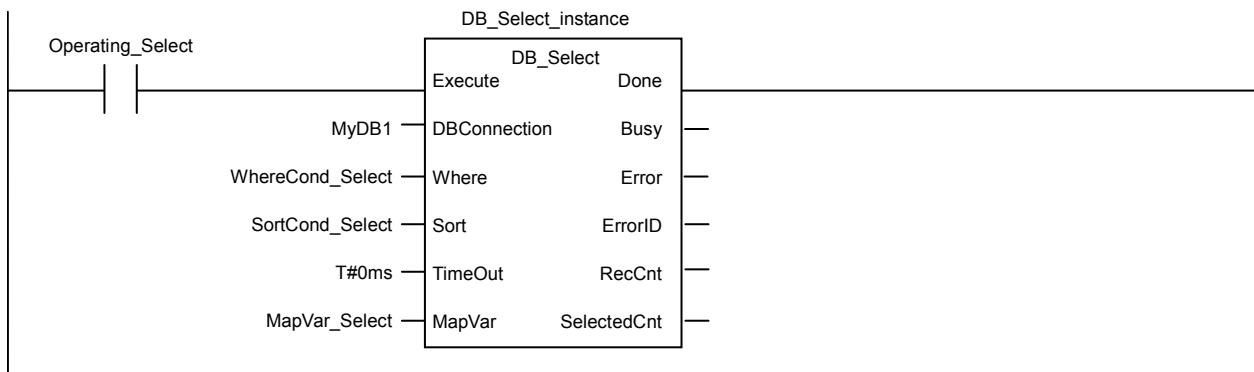 DB_Select_instance
Operating_Select
DB_Select
Execute Done
MyDB1 DBConnection Busy
WhereCond_Select Where Error
SortCond_Select Sort ErrorID
T#0ms TimeOut RecCnt
MapVar_Select MapVar SelectedCnt